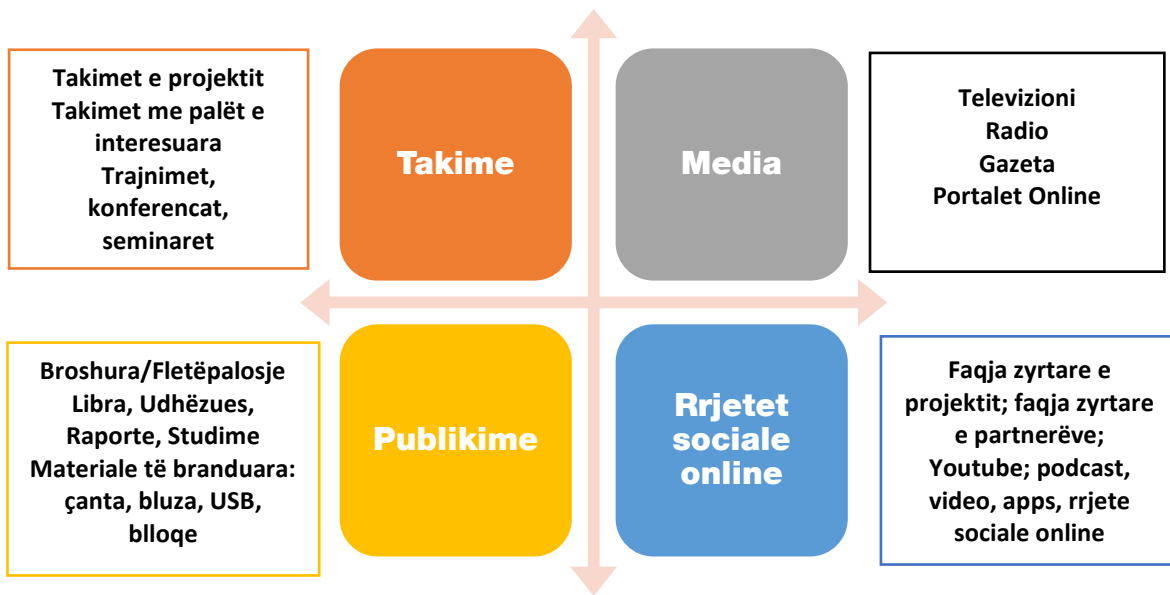 Takimet e projektit
Takimet me palët e
interesuara
Trajnimet,
konferencat,
seminaret
Takime
Media
Televizioni
Radio
Gazeta
Portalet Online
Broshura/Fletëpalosje
Libra, Udhëzues,
Raporte, Studime
Materiale të branduara:
çanta, bluza, USB,
blloqe
Publikime
Rrjetet
sociale
online
Faqja zyrtare e
projektit; faqja zyrtare
e partnerëve;
Youtube; podcast,
video, apps, rrjete
sociale online